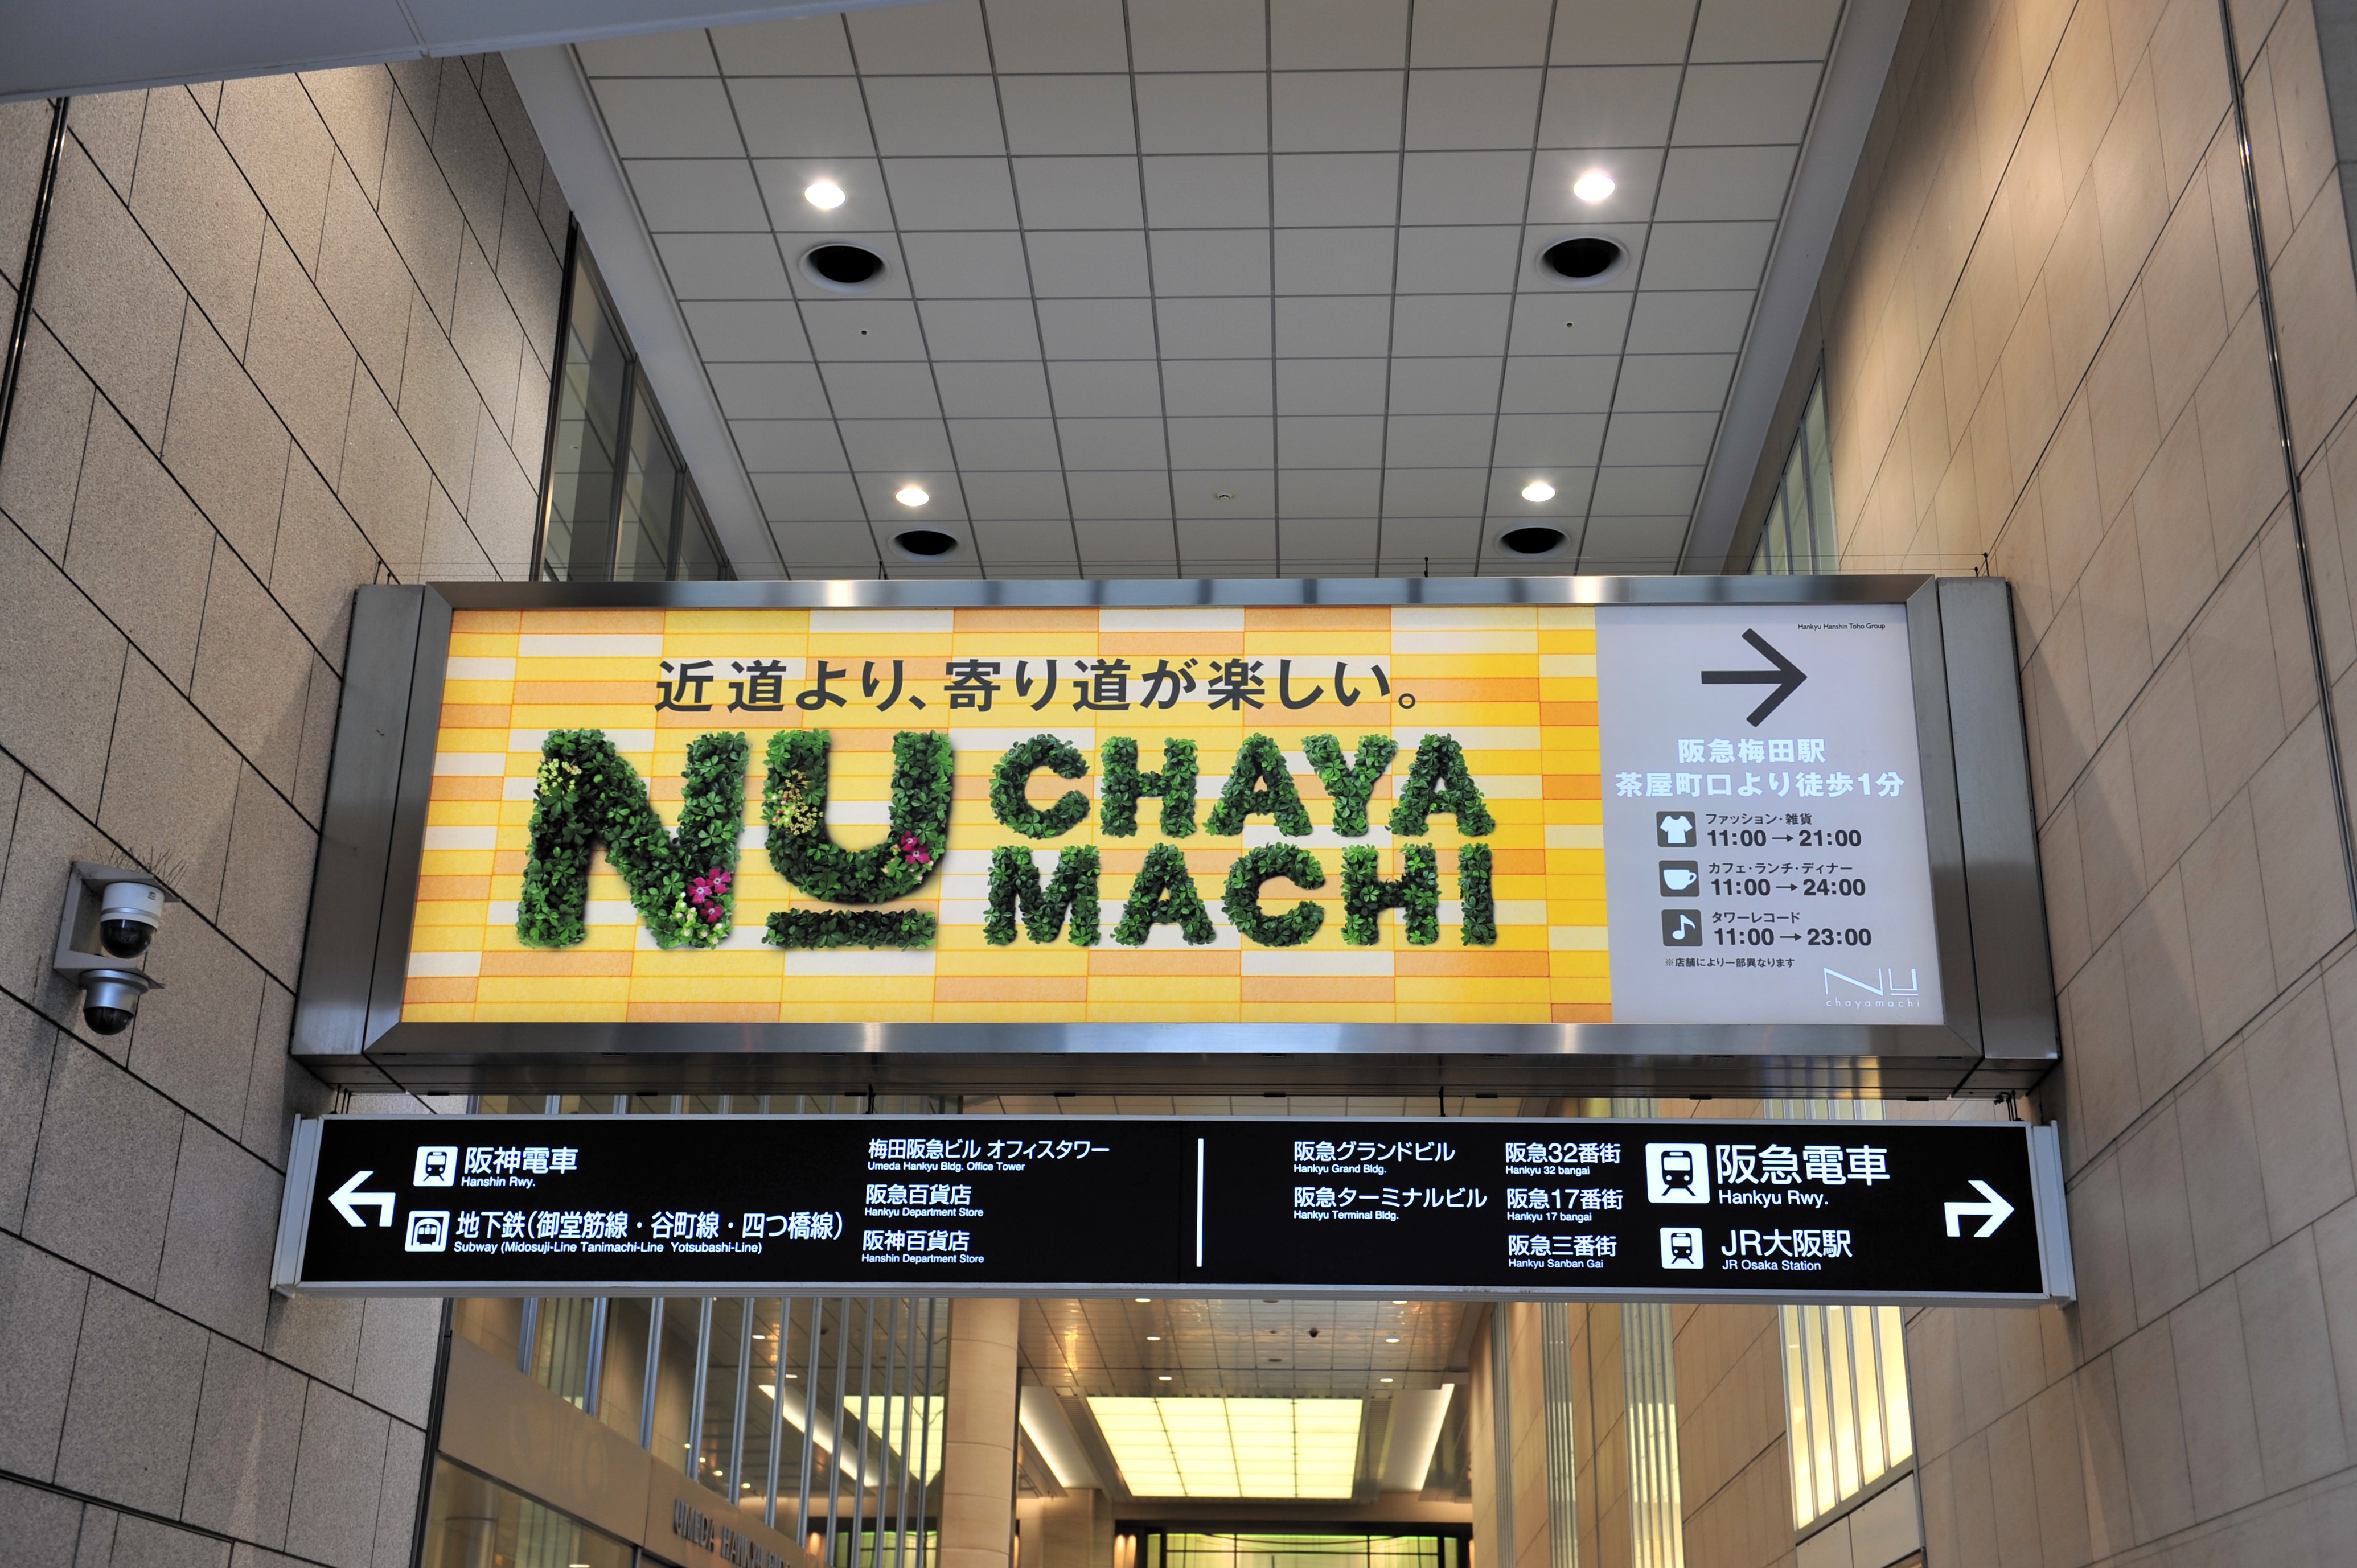 Hankyu Hanshin Toho Group
近道より、寄り道が楽しい。
NU CHAYA
MACHI
阪急梅田駅
茶屋町口より徒歩1分
ファッション・雑貨
11:00→21:00
カフェ・ランチ・ディナー
11:00→24:00
タワーレコード
11:00→23:00
※店舗により一部異なります
NU
chayamachi
阪神電車
Hanshin Rwy.
地下鉄(御堂筋線・谷町線・四つ橋線)
Subway (Midosuji-Line Tanimachi-Line Yotsubashi-Line)
梅田阪急ビル オフィスタワー
Umeda Hankyu Bldg. Office Tower
阪急百貨店
Hankyu Department Store
阪神百貨店
Hanshin Department Store
阪急グランドビル
Hankyu Grand Bldg.
阪急ターミナルビル
Hankyu Terminal Bldg.
阪急32番街
Hankyu 32 bangai
阪急17番街
Hankyu 17 bangai
阪急三番街
Hankyu Sanban Gai
阪急電車
Hankyu Rwy.
JR大阪駅
JR Osaka Station
UMEDA HANKYU